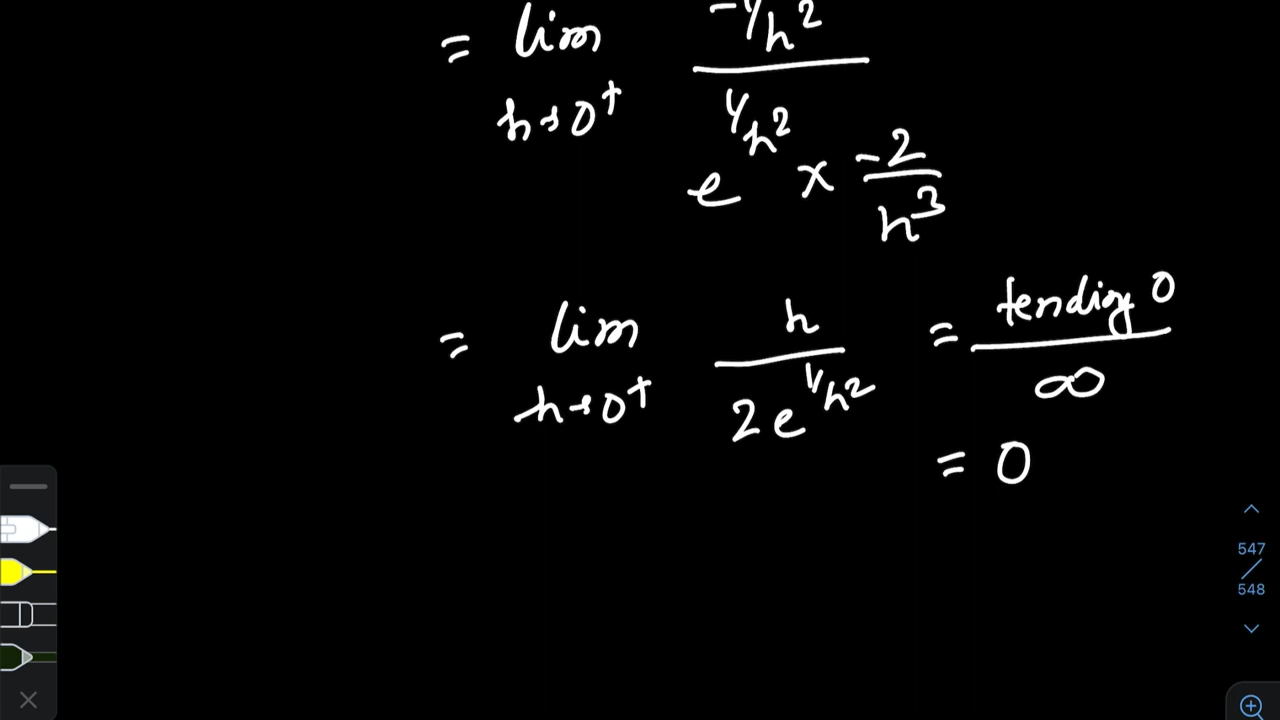 = lim -1/h²
h→0⁺ e^(1/h²) × -2/h³
= lim h / 2e^(1/h²) = tending 0 / ∞
h→0⁺
= 0
547
/
548